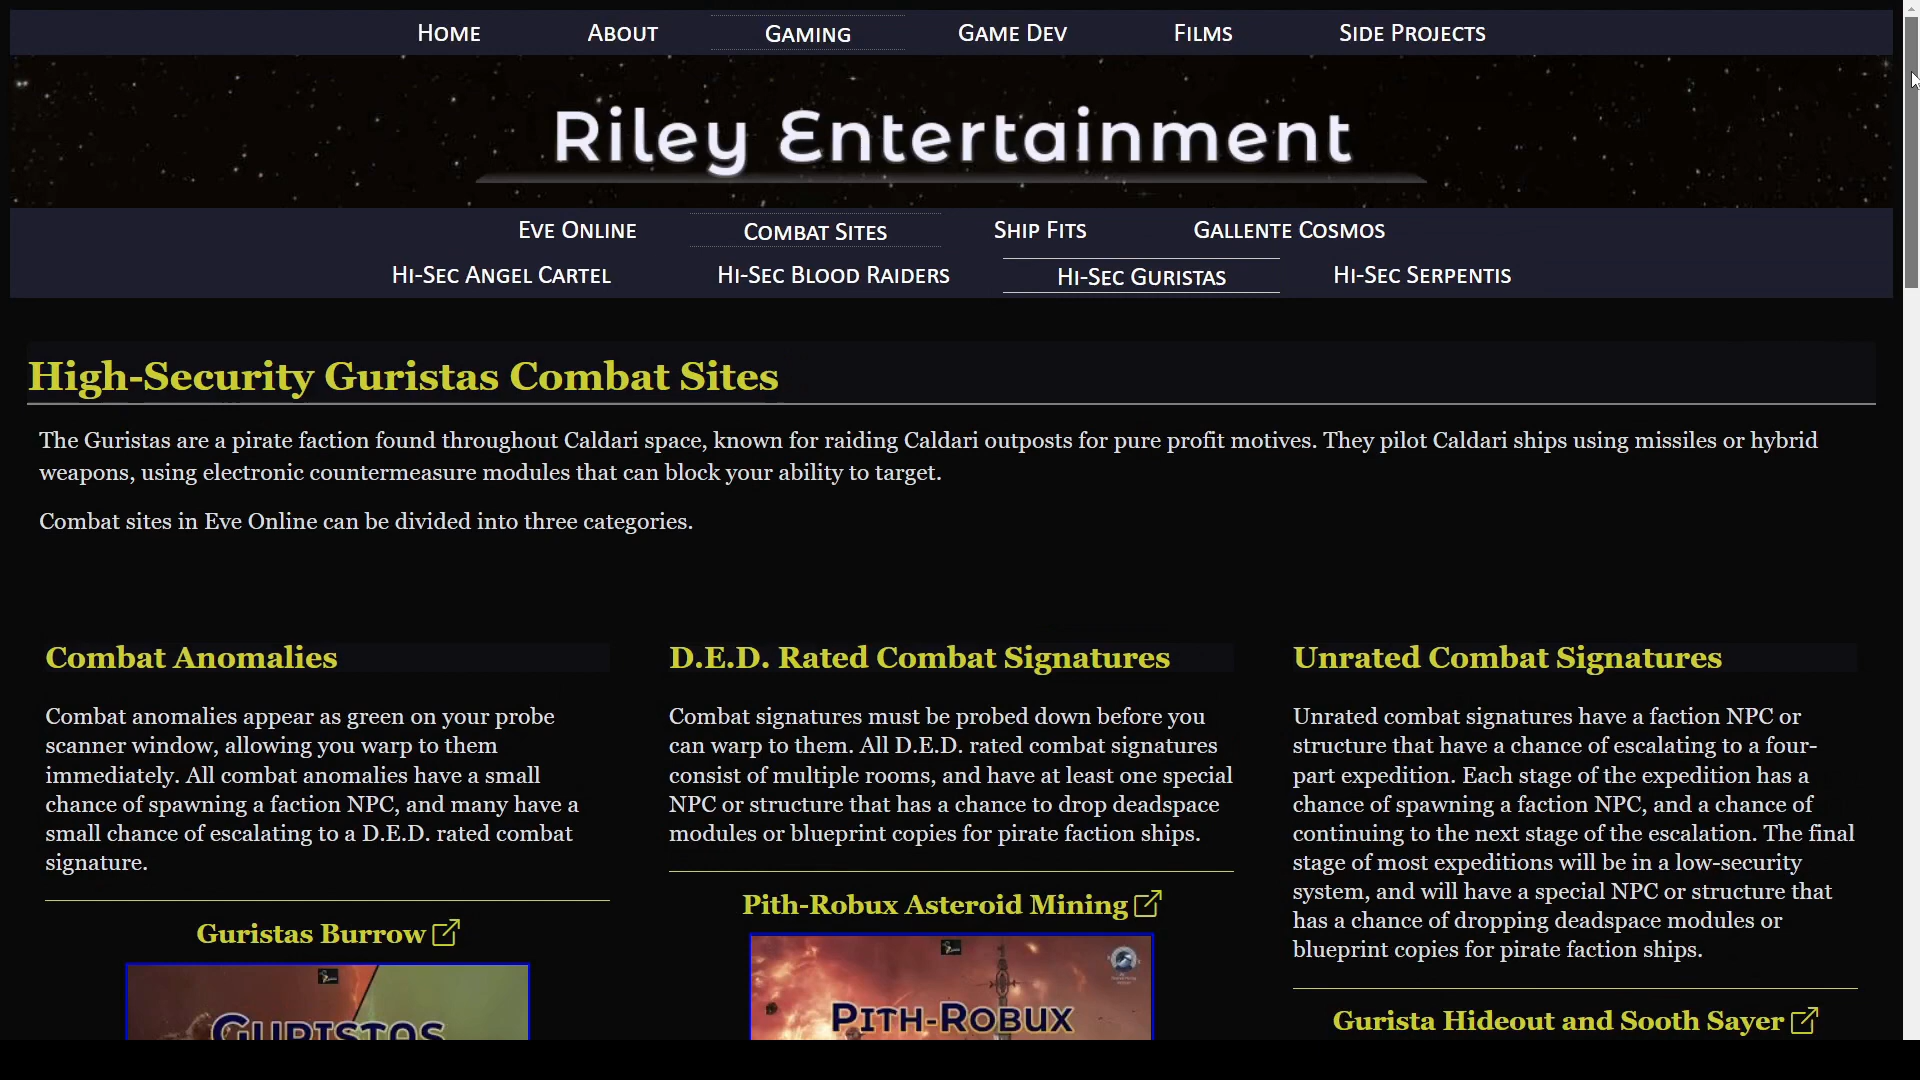 Home About Gaming Game Dev Films Side Projects
Riley Entertainment
Eve Online Combat Sites Ship Fits Gallente Cosmos
Hi-Sec Angel Cartel Hi-Sec Blood Raiders Hi-Sec Guristas Hi-Sec Serpentis
High-Security Guristas Combat Sites
The Guristas are a pirate faction found throughout Caldari space, known for raiding Caldari outposts for pure profit motives. They pilot Caldari ships using missiles or hybrid
weapons, using electronic countermeasure modules that can block your ability to target.
Combat sites in Eve Online can be divided into three categories.
Combat Anomalies
Combat anomalies appear as green on your probe
scanner window, allowing you warp to them
immediately. All combat anomalies have a small
chance of spawning a faction NPC, and many have a
small chance of escalating to a D.E.D. rated combat
signature.
Guristas Burrow
Guristas
D.E.D. Rated Combat Signatures
Combat signatures must be probed down before you
can warp to them. All D.E.D. rated combat signatures
consist of multiple rooms, and have at least one special
NPC or structure that has a chance to drop deadspace
modules or blueprint copies for pirate faction ships.
Pith-Robux Asteroid Mining
Pith-Robux
Unrated Combat Signatures
Unrated combat signatures have a faction NPC or
structure that have a chance of escalating to a four-
part expedition. Each stage of the expedition has a
chance of spawning a faction NPC, and a chance of
continuing to the next stage of the escalation. The final
stage of most expeditions will be in a low-security
system, and will have a special NPC or structure that
has a chance of dropping deadspace modules or
blueprint copies for pirate faction ships.
Gurista Hideout and Sooth Sayer